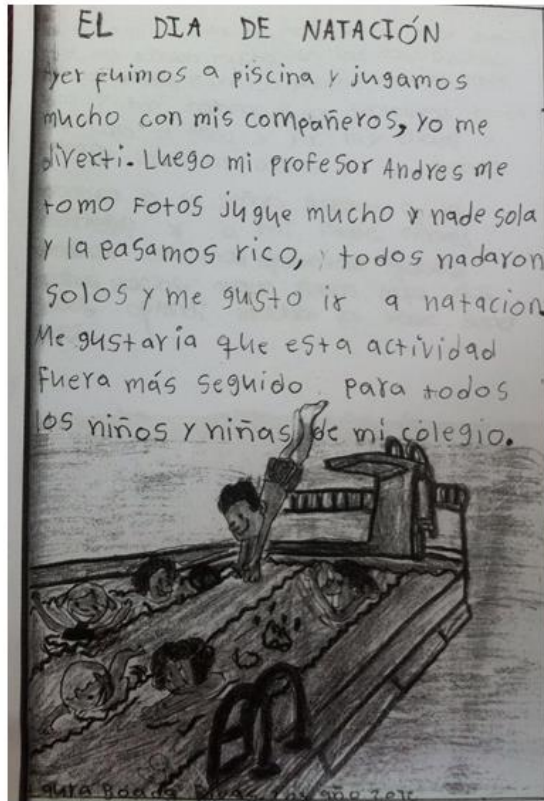 EL DIA DE NATACIÓN
yer fuimos a piscina y jugamos
mucho con mis compañeros, yo me
diverti. Luego mi profesor Andres me
tomo Fotos jugue mucho y nade sola
y la pasamos rico, todos nadaron
solos y me gusto ir a natacion
Me gustaría que esta actividad
Fuera más seguido para todos
los niños y niñas de mi colegio.
Laura Boada